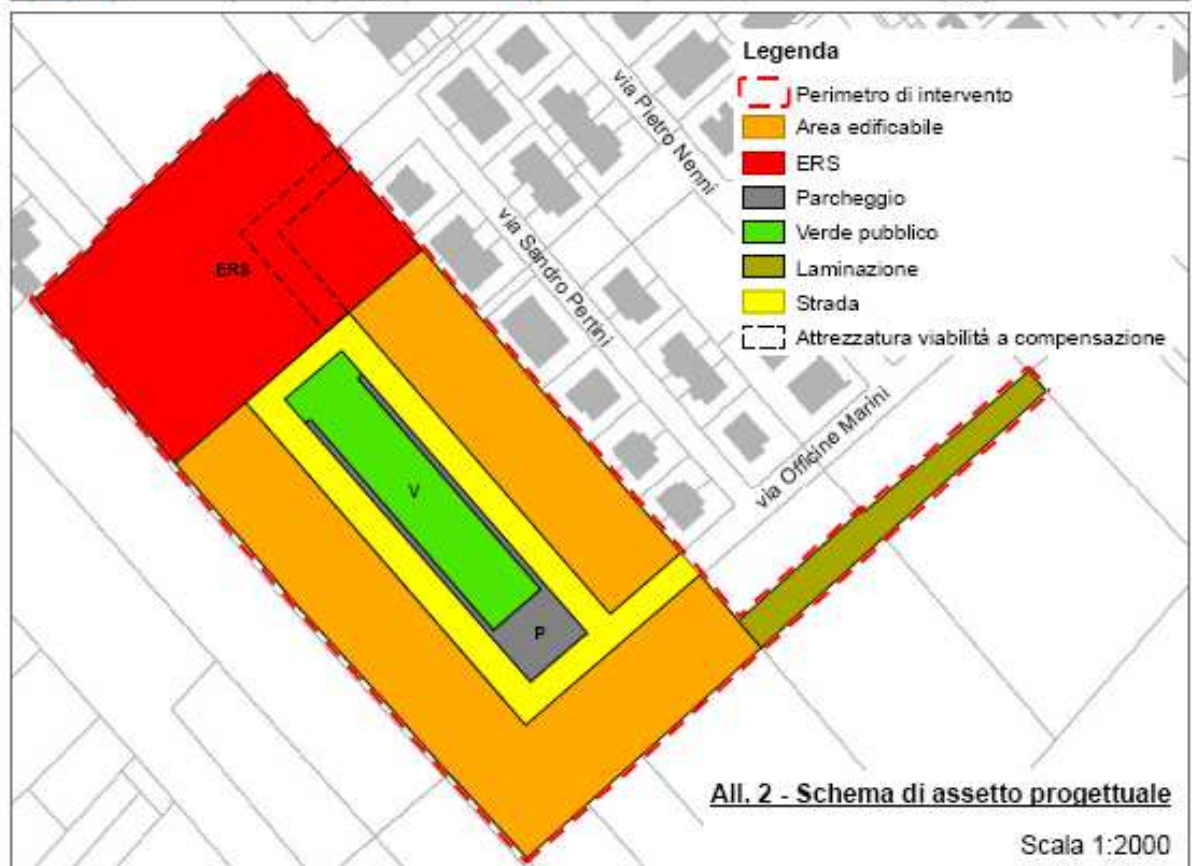 Legenda
Perimetro di intervento
Area edificabile
ERS
Parcheggio
Verde pubblico
Laminazione
Strada
Attrezzatura viabilità a compensazione
via Pietro Nenni
via Sandro Pertini
via Officine Marini
ERS
V
P
All. 2 - Schema di assetto progettuale
Scala 1:2000